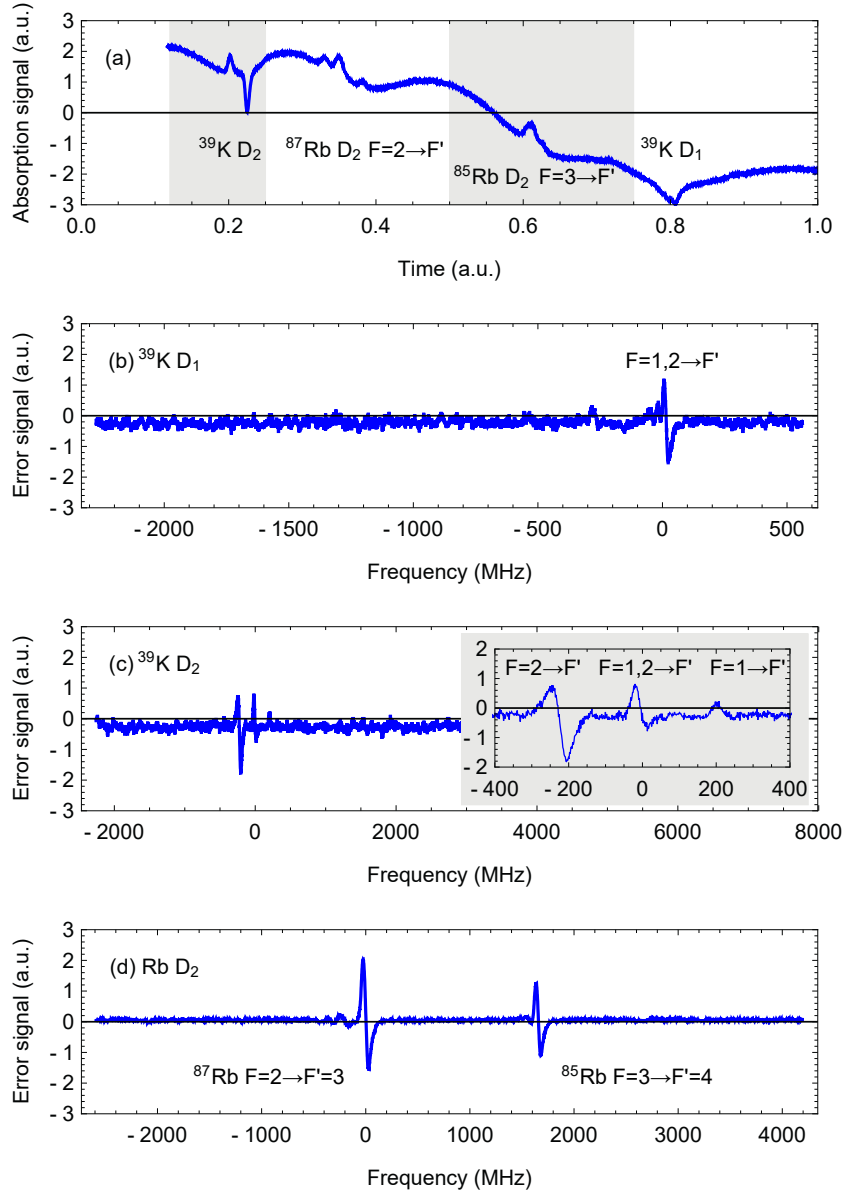 3
2
1
0
- 1
- 2
- 3
Absorption signal (a.u.)
(a)
³⁹K D₂
⁸⁷Rb D₂ F=2→F'
⁸⁵Rb D₂ F=3→F'
³⁹K D₁
0.0 0.2 0.4 0.6 0.8 1.0
Time (a.u.)
3
2
1
0
- 1
- 2
- 3
Error signal (a.u.)
(b) ³⁹K D₁
F=1,2→F'
- 2000 - 1500 - 1000 - 500 0 500
Frequency (MHz)
3
2
1
0
- 1
- 2
- 3
Error signal (a.u.)
(c) ³⁹K D₂
2
1
0
- 1
- 2
F=2→F' F=1,2→F' F=1→F'
- 400 - 200 0 200 400
- 2000 0 2000 4000 6000 8000
Frequency (MHz)
3
2
1
0
- 1
- 2
- 3
Error signal (a.u.)
(d) Rb D₂
⁸⁷Rb F=2→F'=3
⁸⁵Rb F=3→F'=4
- 2000 - 1000 0 1000 2000 3000 4000
Frequency (MHz)